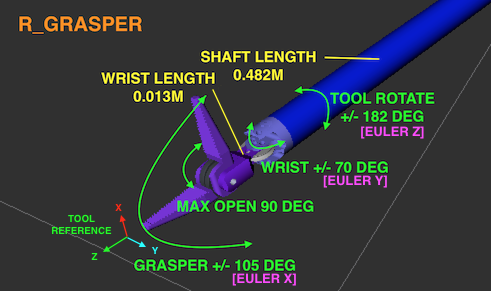 R_GRASPER
SHAFT LENGTH
0.482M
WRIST LENGTH
0.013M
TOOL ROTATE
+/- 182 DEG
[EULER Z]
WRIST +/- 70 DEG
[EULER Y]
MAX OPEN 90 DEG
TOOL
REFERENCE
X
Y
Z
GRASPER +/- 105 DEG
[EULER X]